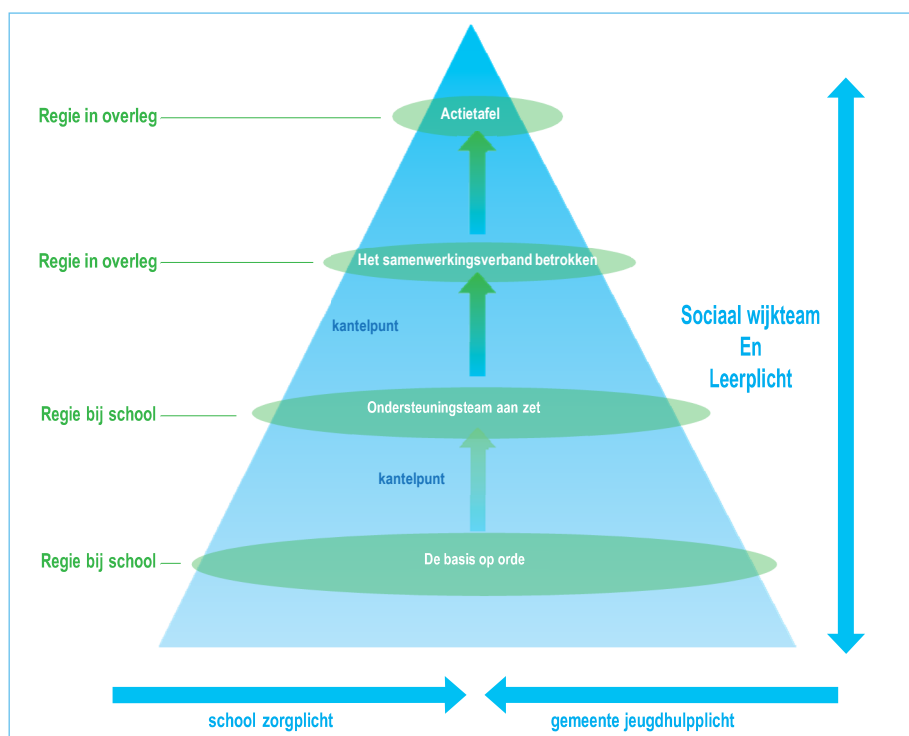 Actietafel
Regie in overleg
Regie in overleg
Het samenwerkingsverband betrokken
kantelpunt
Sociaal wijkteam
En
Leerplicht
Regie bij school
Ondersteuningsteam aan zet
kantelpunt
Regie bij school
De basis op orde
school zorgplicht
gemeente jeugdhulpplicht